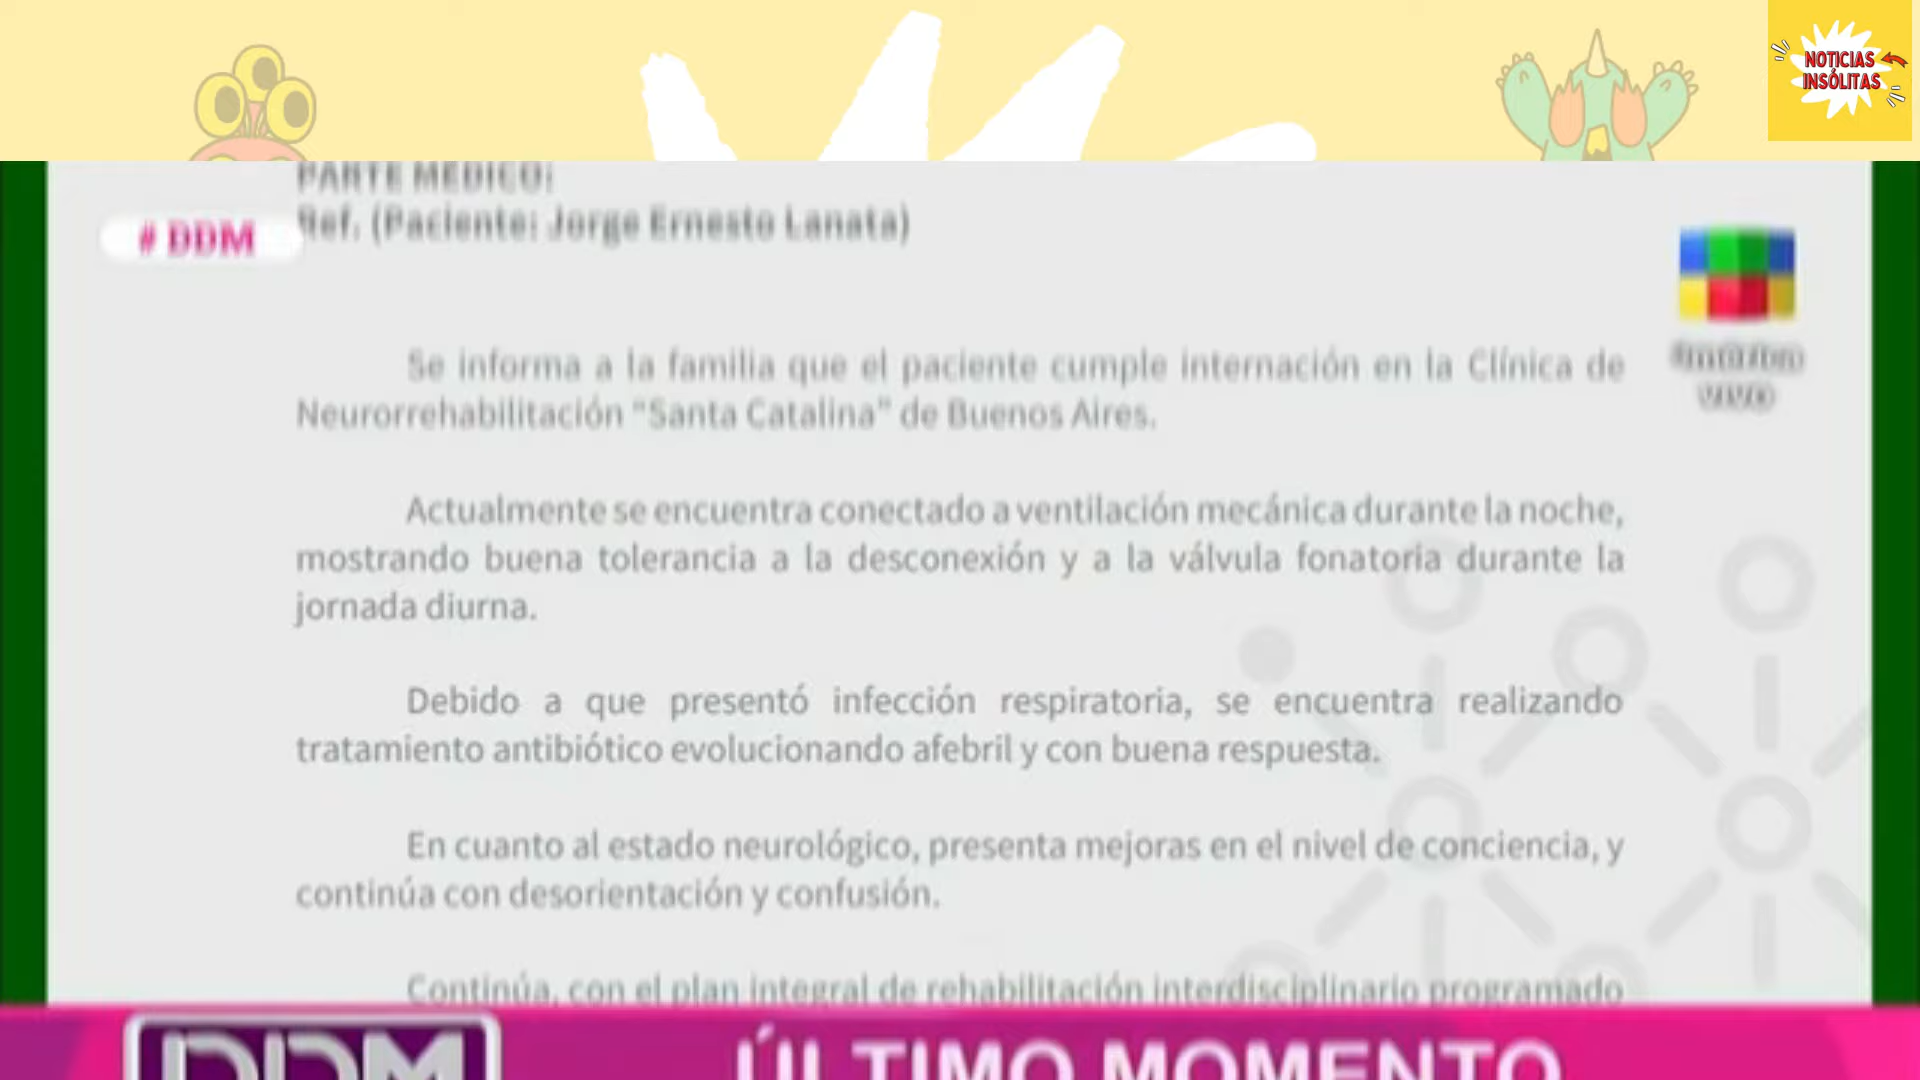 NOTICIAS
INSÓLITAS
PARTE MÉDICO:
# DDM
Ref. (Paciente: Jorge Ernesto Lanata)
Se informa a la familia que el paciente cumple internación en la Clínica de
Neurorrehabilitación "Santa Catalina" de Buenos Aires.
Actualmente se encuentra conectado a ventilación mecánica durante la noche,
mostrando buena tolerancia a la desconexión y a la válvula fonatoria durante la
jornada diurna.
Debido a que presentó infección respiratoria, se encuentra realizando
tratamiento antibiótico evolucionando afebril y con buena respuesta.
En cuanto al estado neurológico, presenta mejoras en el nivel de conciencia, y
continúa con desorientación y confusión.
Continúa, con el plan integral de rehabilitación interdisciplinario programado
DDM
ÚLTIMO MOMENTO